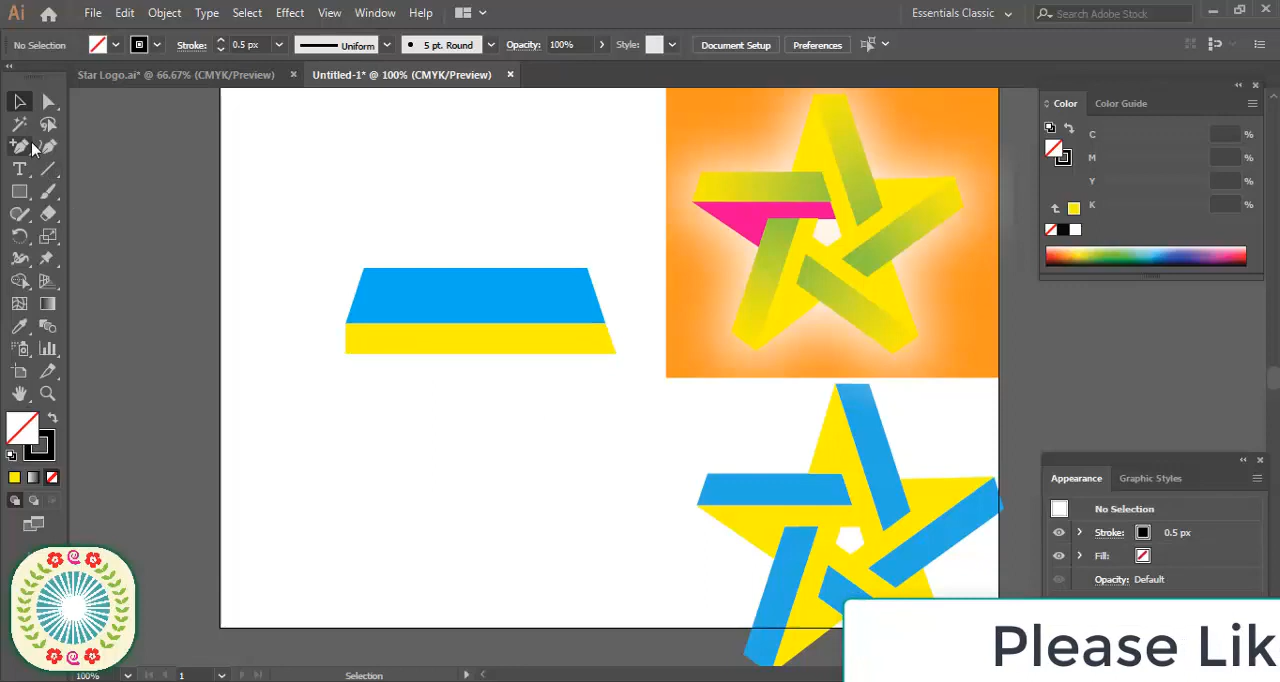 Ai File Edit Object Type Select Effect View Window Help Essentials Classic Search Adobe Stock
No Selection Stroke: 0.5 px Uniform 5 pt. Round Opacity: 100% Style: Document Setup Preferences
Star Logo.ai* @ 66.67% (CMYK/Preview) Untitled-1* @ 100% (CMYK/Preview)
Color Color Guide
C %
M %
Y %
K %
Appearance Graphic Styles
No Selection
Stroke: 0.5 px
Fill:
Opacity: Default
Please Lik
100% 1 Selection